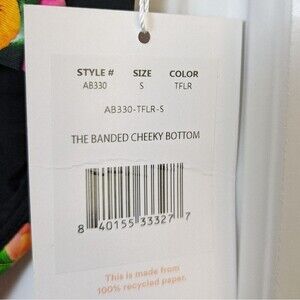 STYLE # SIZE COLOR
AB330 S TFLR
AB330-TFLR-S
THE BANDED CHEEKY BOTTOM
8 40155 33327 7
This is made from
100% recycled paper.